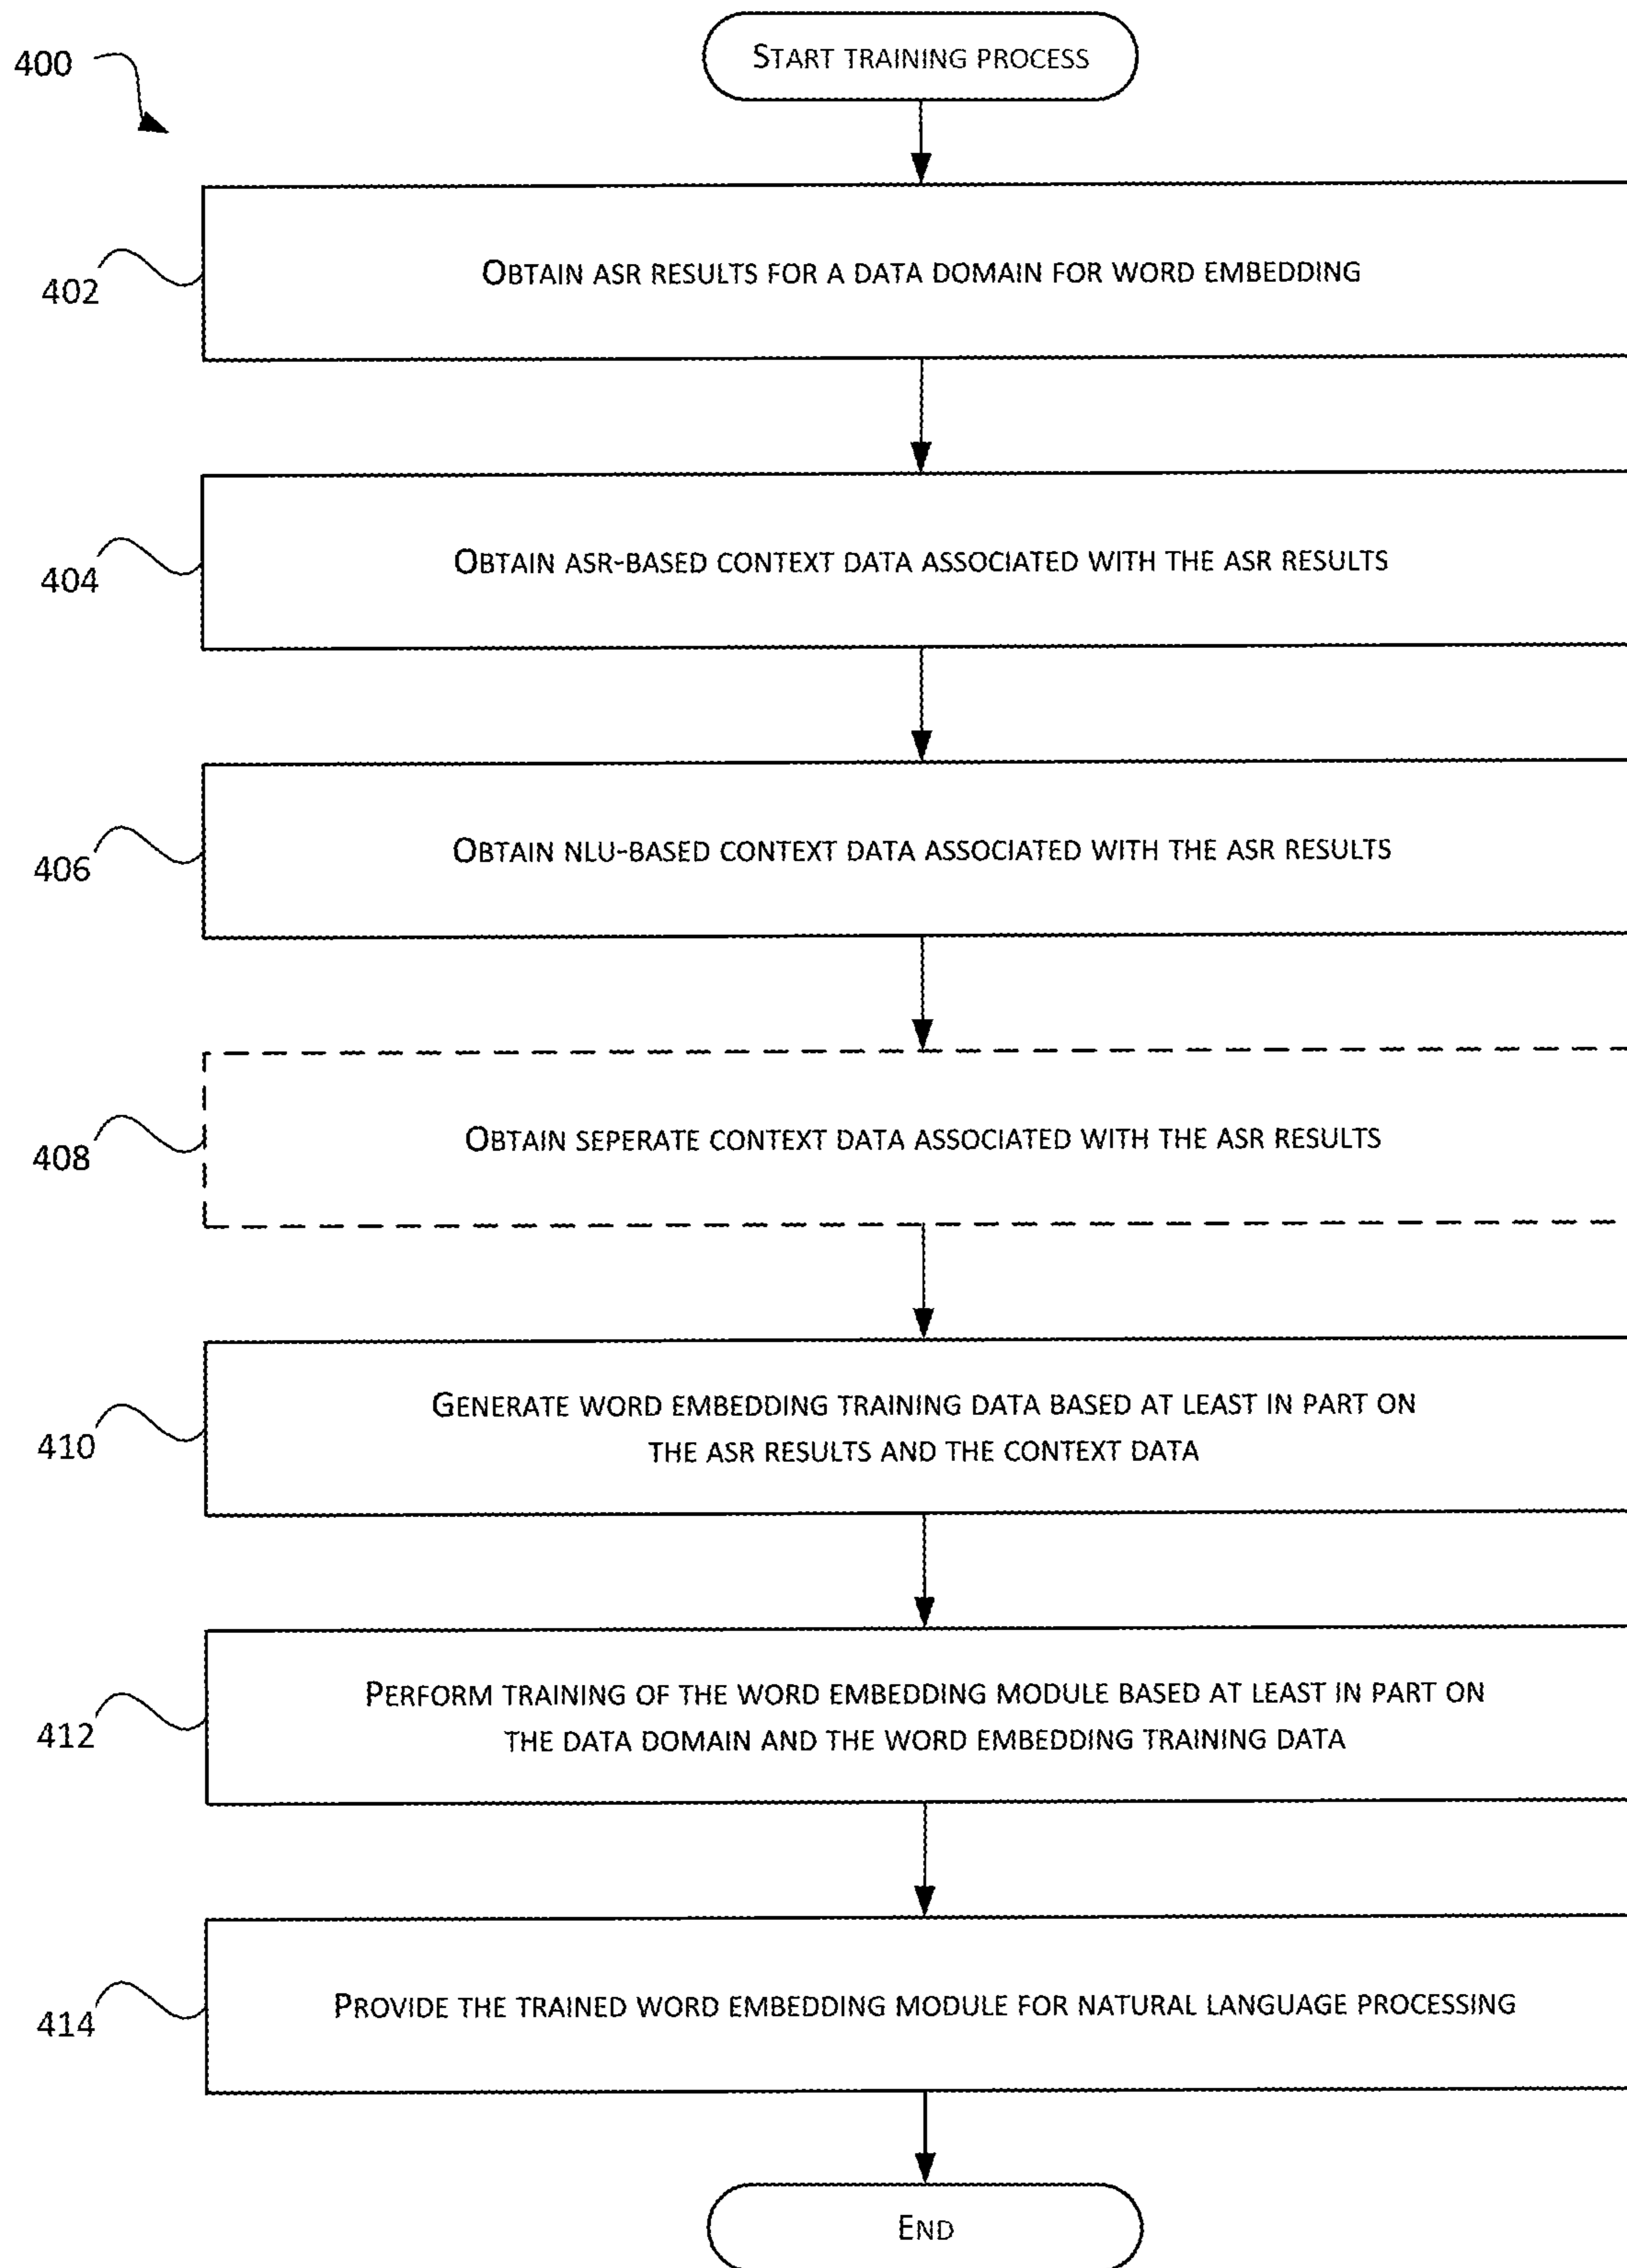 400
START TRAINING PROCESS
402
OBTAIN ASR RESULTS FOR A DATA DOMAIN FOR WORD EMBEDDING
404
OBTAIN ASR-BASED CONTEXT DATA ASSOCIATED WITH THE ASR RESULTS
406
OBTAIN NLU-BASED CONTEXT DATA ASSOCIATED WITH THE ASR RESULTS
408
OBTAIN SEPERATE CONTEXT DATA ASSOCIATED WITH THE ASR RESULTS
410
GENERATE WORD EMBEDDING TRAINING DATA BASED AT LEAST IN PART ON
THE ASR RESULTS AND THE CONTEXT DATA
412
PERFORM TRAINING OF THE WORD EMBEDDING MODULE BASED AT LEAST IN PART ON
THE DATA DOMAIN AND THE WORD EMBEDDING TRAINING DATA
414
PROVIDE THE TRAINED WORD EMBEDDING MODULE FOR NATURAL LANGUAGE PROCESSING
END